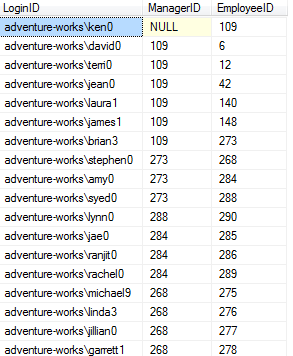 LoginID ManagerID EmployeeID
adventure-works\ken0 NULL 109
adventure-works\david0 109 6
adventure-works\terri0 109 12
adventure-works\jean0 109 42
adventure-works\laura1 109 140
adventure-works\james1 109 148
adventure-works\brian3 109 273
adventure-works\stephen0 273 268
adventure-works\amy0 273 284
adventure-works\syed0 273 288
adventure-works\lynn0 288 290
adventure-works\jae0 284 285
adventure-works\ranjit0 284 286
adventure-works\rachel0 284 289
adventure-works\michael9 268 275
adventure-works\linda3 268 276
adventure-works\jillian0 268 277
adventure-works\garrett1 268 278